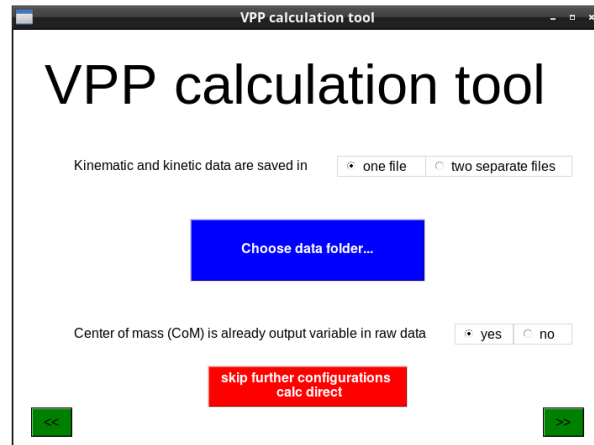 VPP calculation tool
VPP calculation tool
Kinematic and kinetic data are saved in one file two separate files
Choose data folder...
Center of mass (CoM) is already output variable in raw data yes no
skip further configurations
calc direct
<< >>